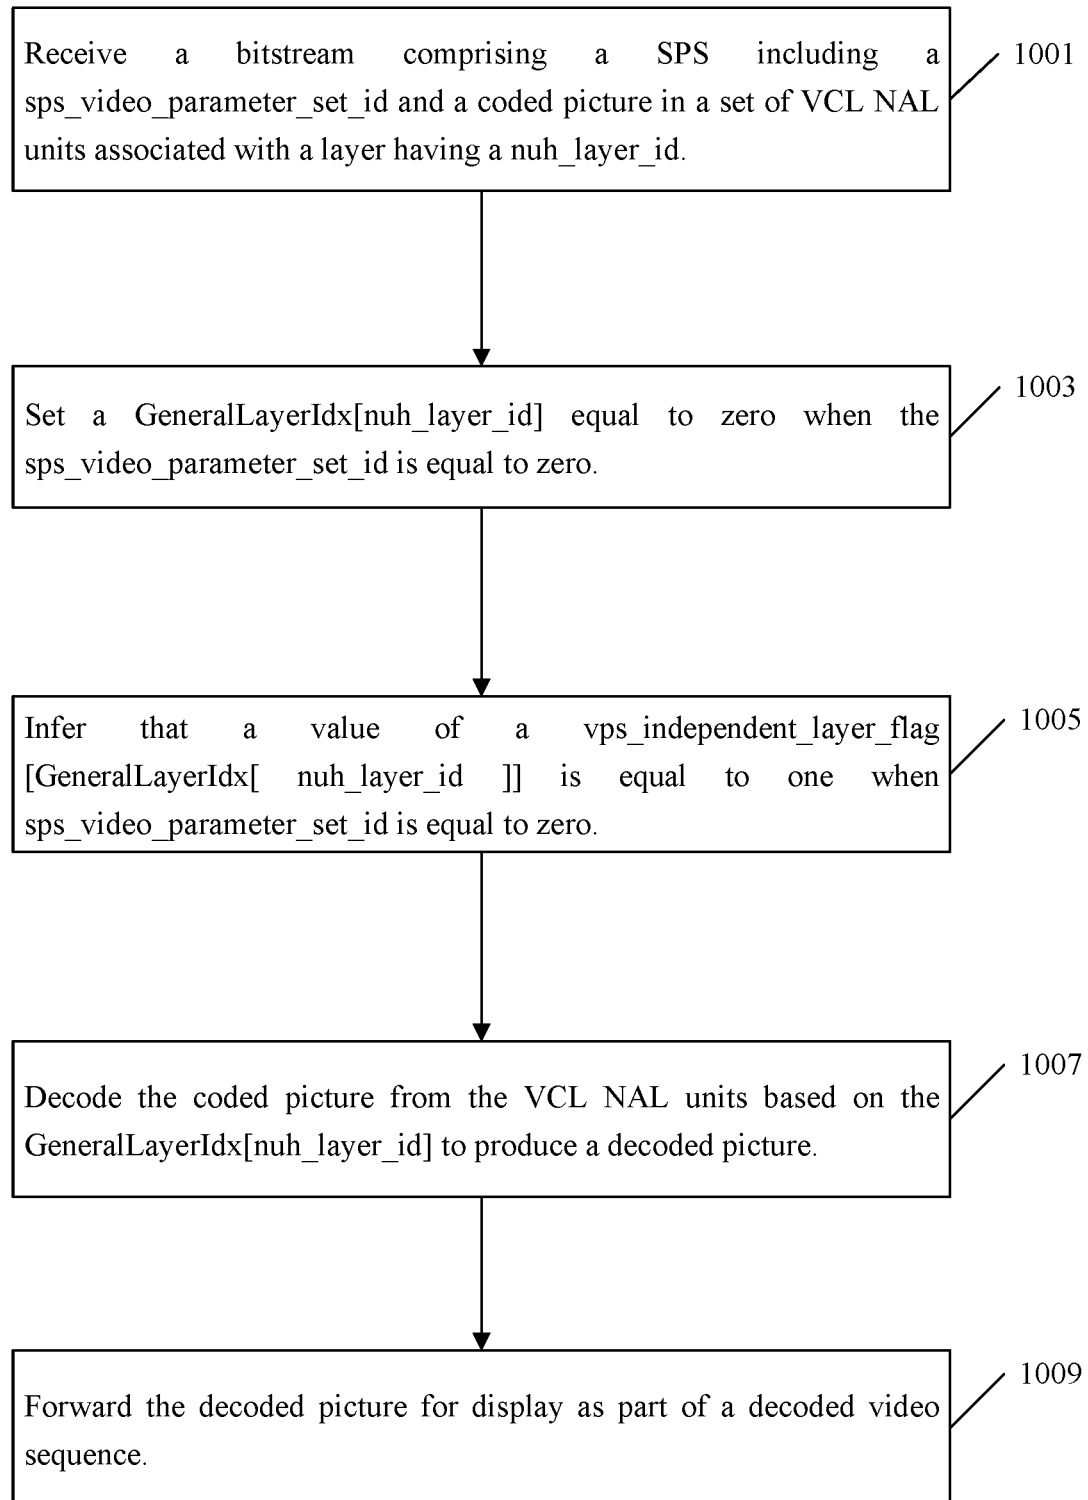 Receive a bitstream comprising a SPS including a
sps_video_parameter_set_id and a coded picture in a set of VCL NAL
units associated with a layer having a nuh_layer_id.
1001
Set a GeneralLayerIdx[nuh_layer_id] equal to zero when the
sps_video_parameter_set_id is equal to zero.
1003
Infer that a value of a vps_independent_layer_flag
[GeneralLayerIdx[ nuh_layer_id ]] is equal to one when
sps_video_parameter_set_id is equal to zero.
1005
Decode the coded picture from the VCL NAL units based on the
GeneralLayerIdx[nuh_layer_id] to produce a decoded picture.
1007
Forward the decoded picture for display as part of a decoded video
sequence.
1009